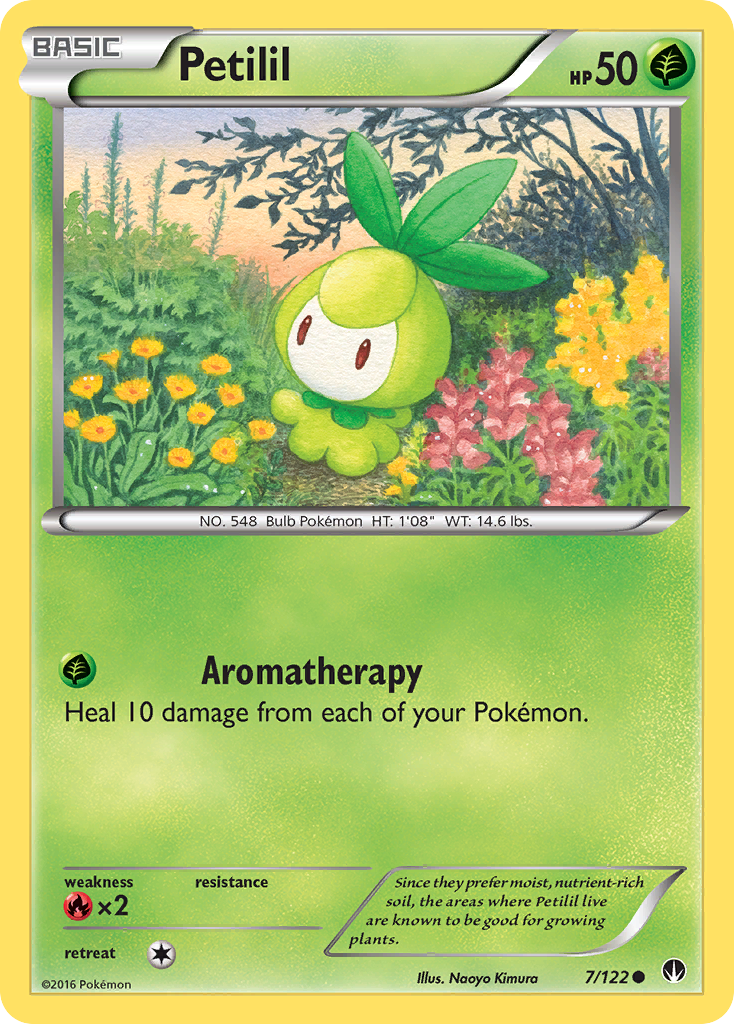 BASIC
Petilil
HP 50
NO. 548 Bulb Pokémon HT: 1'08" WT: 14.6 lbs.
Aromatherapy
Heal 10 damage from each of your Pokémon.
weakness
×2
resistance
retreat
Since they prefer moist, nutrient-rich
soil, the areas where Petilil live
are known to be good for growing
plants.
©2016 Pokémon
Illus. Naoyo Kimura
7/122